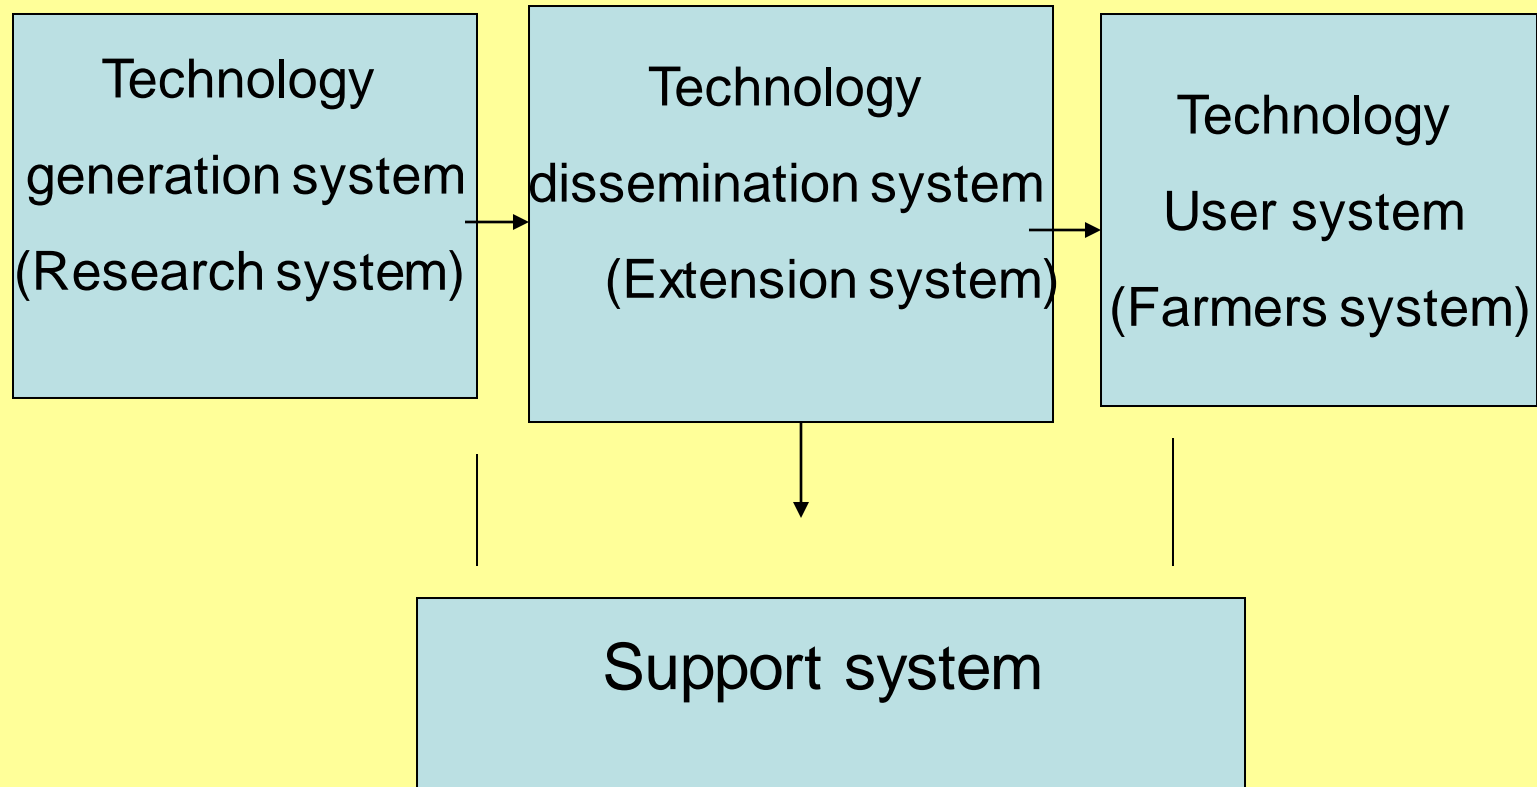 Technology
generation system
(Research system)
Technology
dissemination system
(Extension system)
Technology
User system
(Farmers system)
Support system